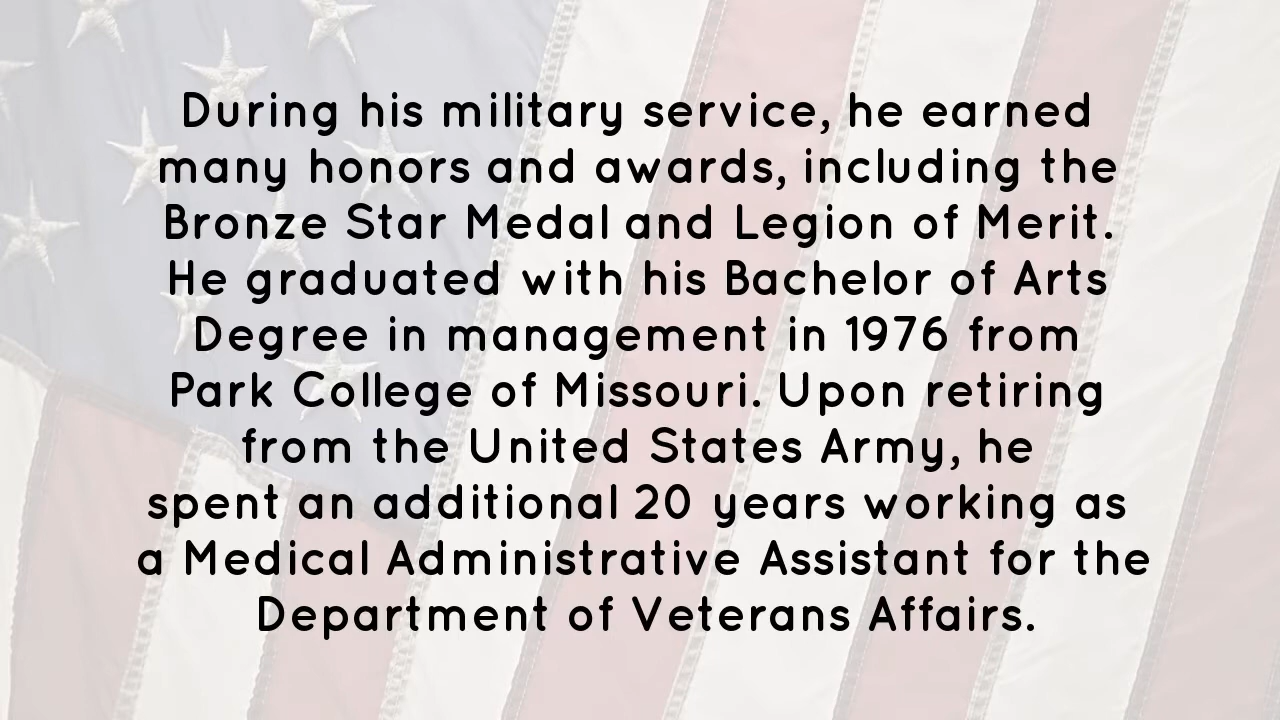 During his military service, he earned
many honors and awards, including the
Bronze Star Medal and Legion of Merit.
He graduated with his Bachelor of Arts
Degree in management in 1976 from
Park College of Missouri. Upon retiring
from the United States Army, he
spent an additional 20 years working as
a Medical Administrative Assistant for the
Department of Veterans Affairs.